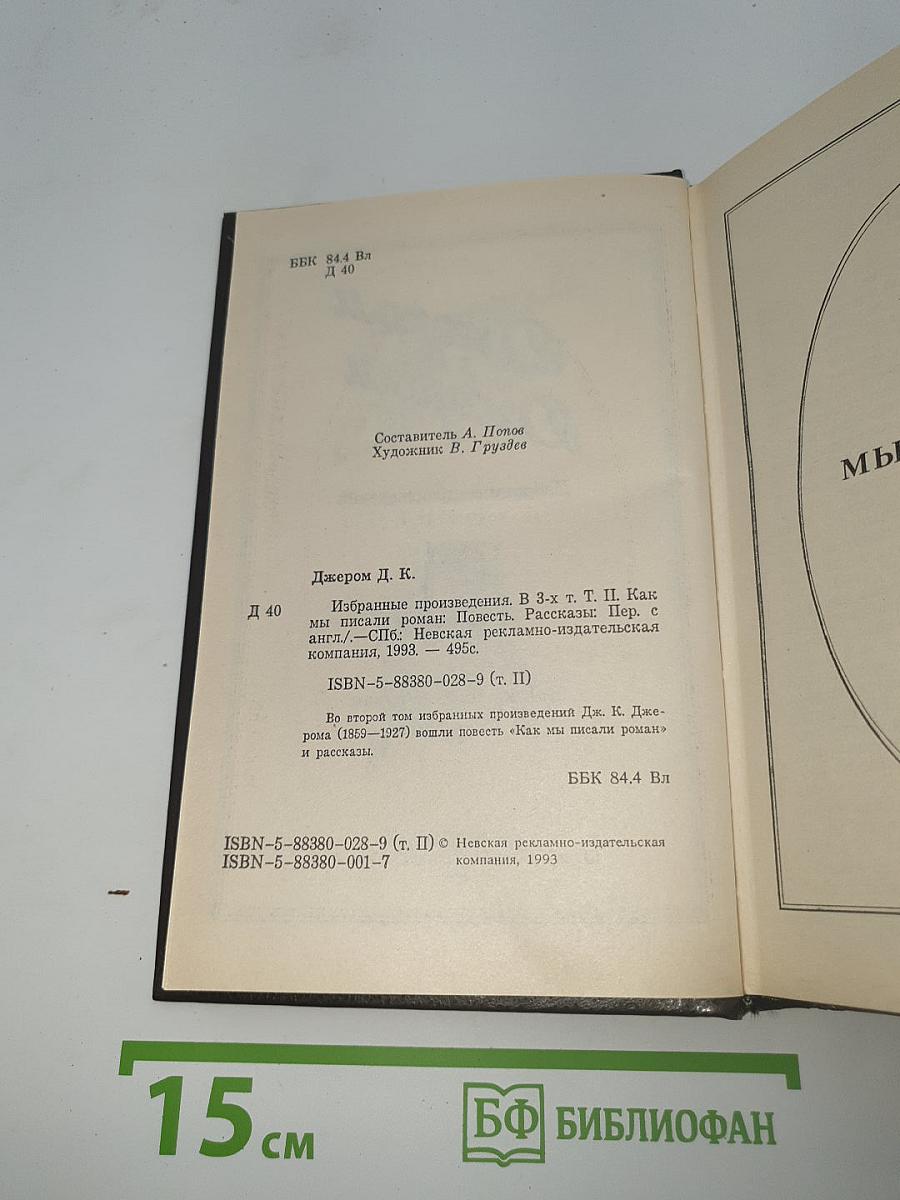 ББК 84.4 Вл
Д 40
Составитель А. Попов
Художник В. Груздев
Джером Д. К.
Д 40 Избранные произведения. В 3-х т. Т. II. Как
мы писали роман: Повесть. Рассказы: Пер. с
англ./.—СПб.: Невская рекламно-издательская
компания, 1993. — 495с.
ISBN–5–88380–028–9 (т. II)
Во второй том избранных произведений Дж. К. Дже-
рома (1859—1927) вошли повесть «Как мы писали роман»
и рассказы.
ББК 84.4 Вл
ISBN–5–88380–028–9 (т. II) © Невская рекламно-издательская
ISBN–5–88380–001–7 компания, 1993
МЫ
15 см
БФ БИБЛИОФАН